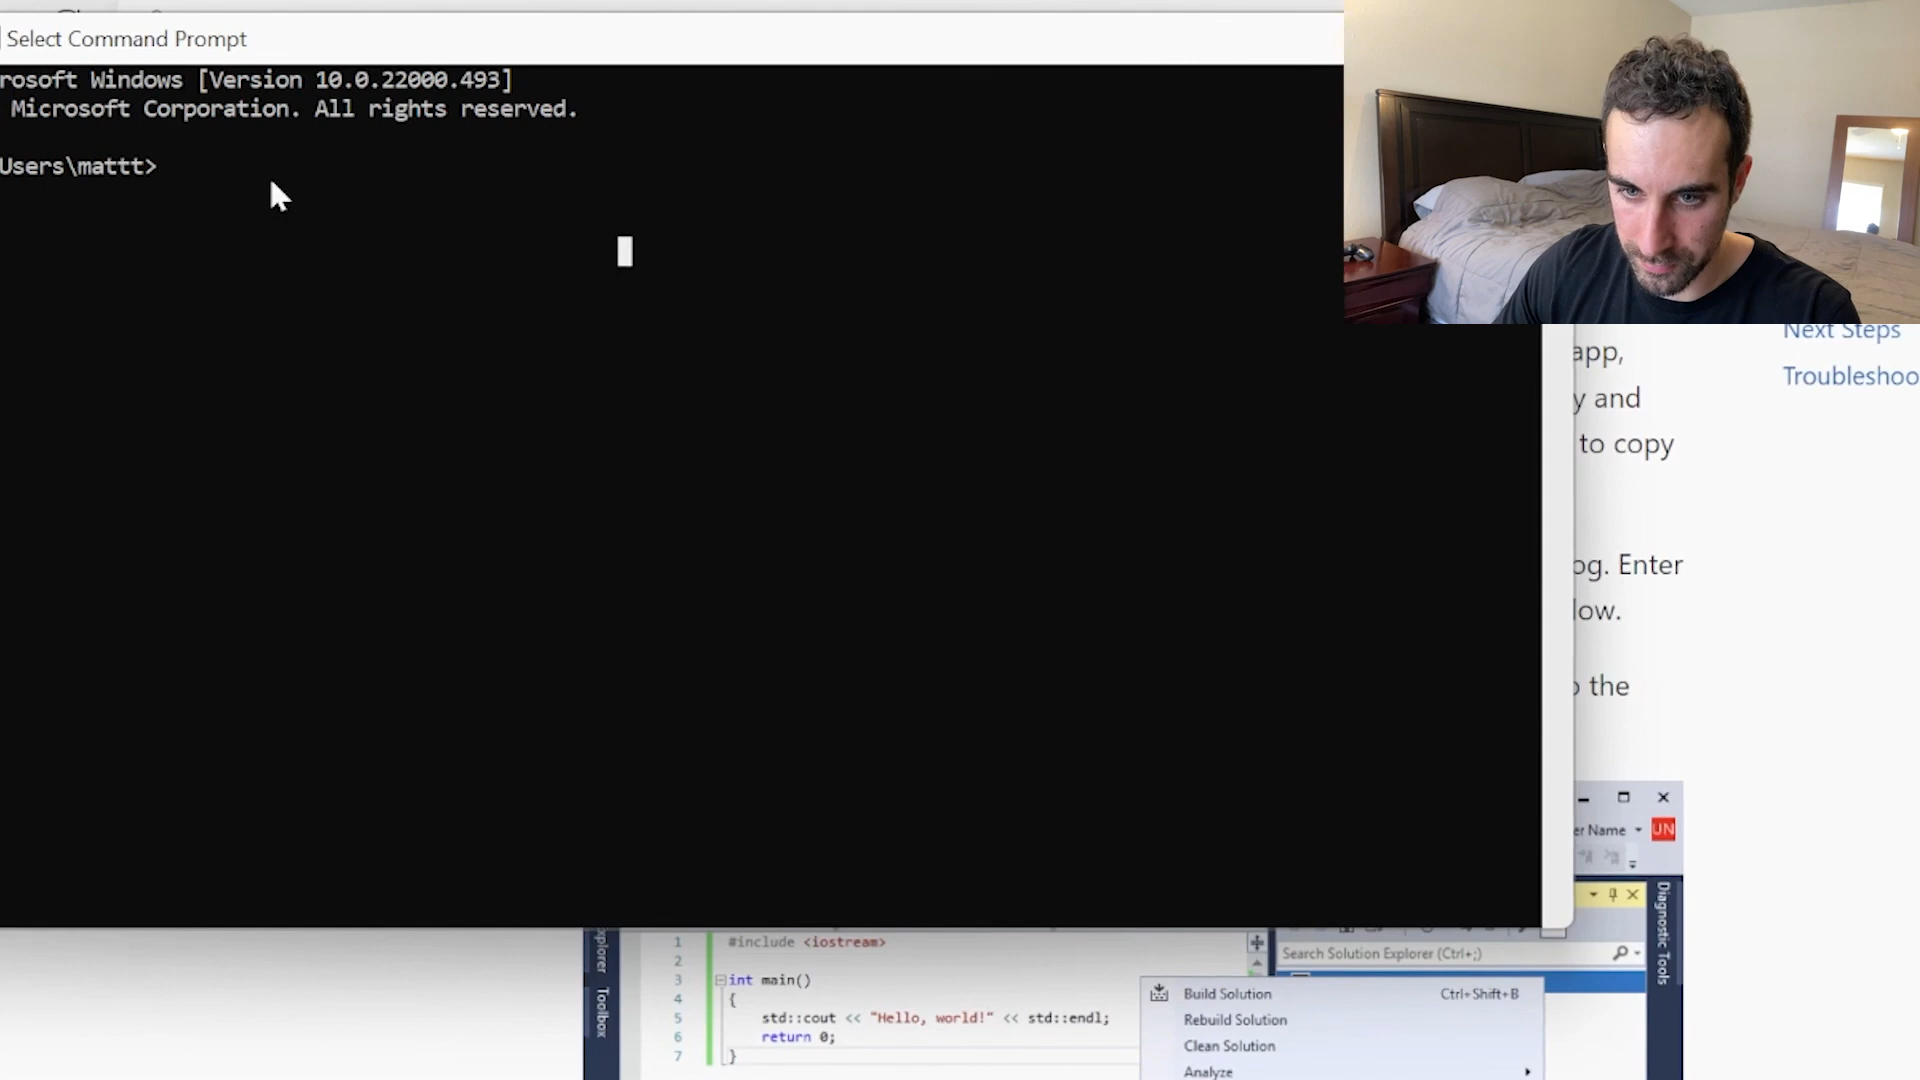 Select Command Prompt
rosoft Windows [Version 10.0.22000.493]
Microsoft Corporation. All rights reserved.
Users\mattt>
Next Steps
Troubleshoo
app,
y and
to copy
og. Enter
low.
o the
er Name
UN
Diagnostic Tools
Search Solution Explorer (Ctrl+;)
Explorer
Toolbox
1 #include <iostream>
2
3 int main()
4 {
5 std::cout << "Hello, world!" << std::endl;
6 return 0;
7 }
Build Solution Ctrl+Shift+B
Rebuild Solution
Clean Solution
Analyze